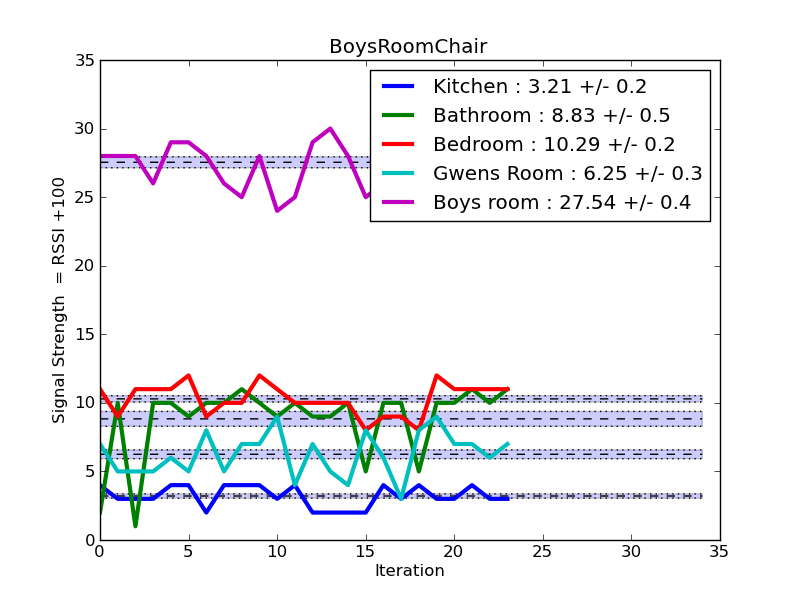 BoysRoomChair
Signal Strength  = RSSI +100
35
30
25
20
15
10
5
0
Kitchen : 3.21 +/- 0.2
Bathroom : 8.83 +/- 0.5
Bedroom : 10.29 +/- 0.2
Gwens Room : 6.25 +/- 0.3
Boys room : 27.54 +/- 0.4
0 5 10 15 20 25 30 35
Iteration